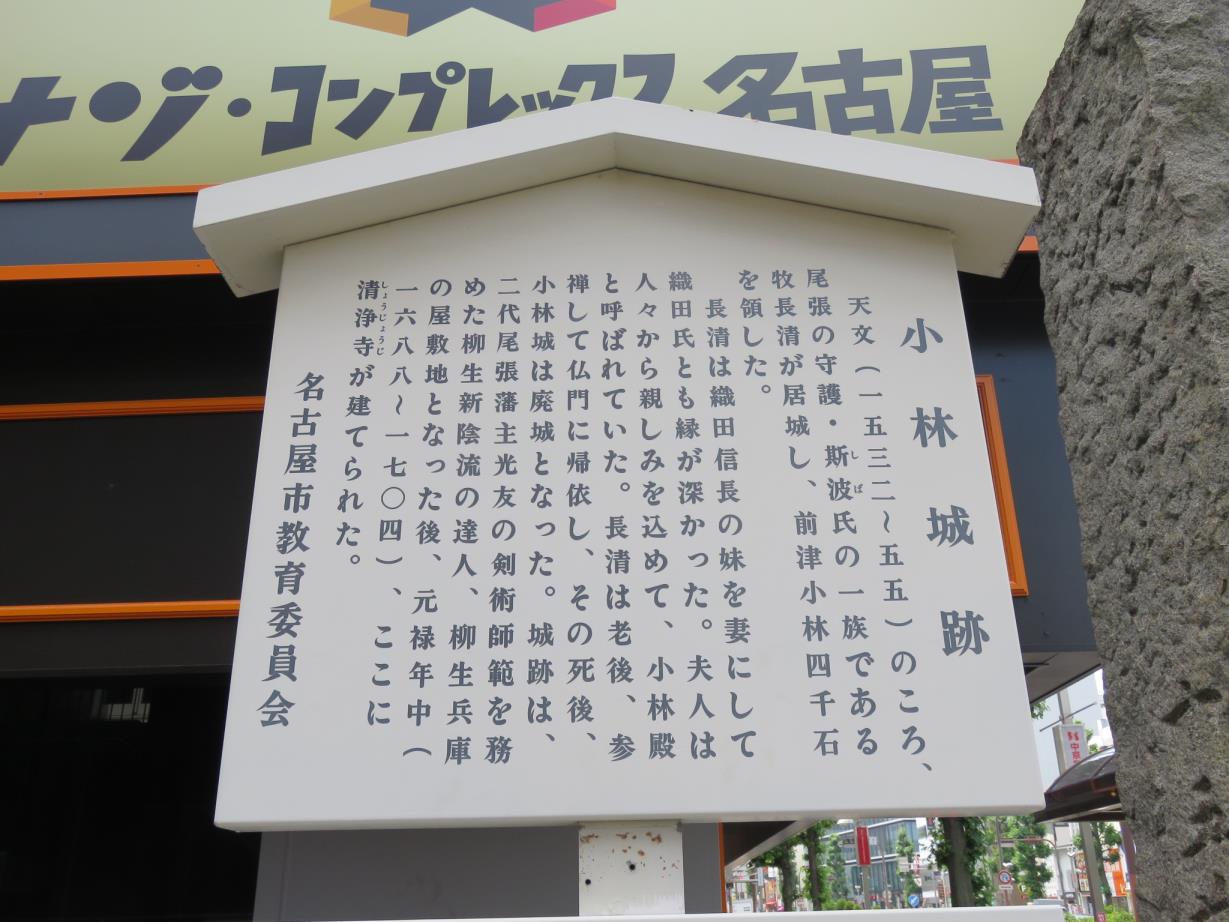 ナゾ・コンプレックス名古屋
小林城跡
天文(一五三二〜五五)のころ、
尾張の守護・斯波氏の一族である
牧長清が居城し、前津小林四千石
を領した。
長清は織田信長の妹を妻にして
織田氏とも縁が深かった。夫人は
人々から親しみを込めて、小林殿
と呼ばれていた。長清は老後、参
禅して仏門に帰依し、その死後、
小林城は廃城となった。城跡は、
二代尾張藩主光友の剣術師範を務
めた柳生新陰流の達人、柳生兵庫
の屋敷地となった後、元禄年中(
一六八八〜一七〇四)、ここに
清浄寺が建てられた。
名古屋市教育委員会
しば
しょうじょうじ